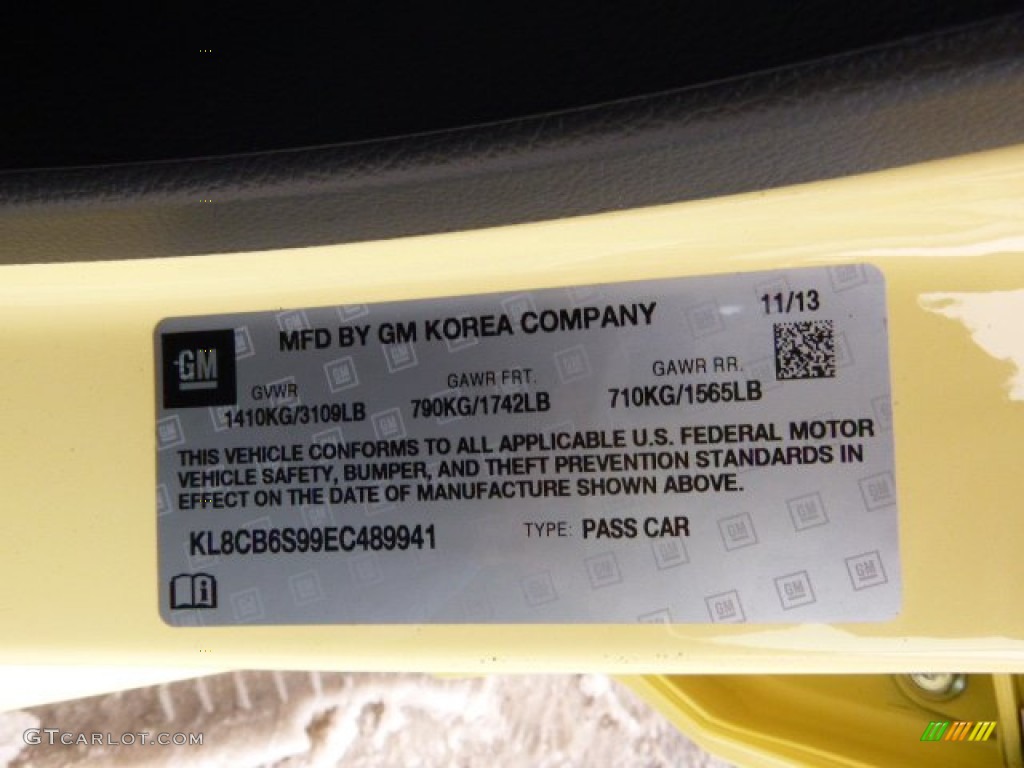 MFD BY GM KOREA COMPANY 11/13
GM
GVWR GAWR FRT. GAWR RR.
1410KG/3109LB 790KG/1742LB 710KG/1565LB
THIS VEHICLE CONFORMS TO ALL APPLICABLE U.S. FEDERAL MOTOR
VEHICLE SAFETY, BUMPER, AND THEFT PREVENTION STANDARDS IN
EFFECT ON THE DATE OF MANUFACTURE SHOWN ABOVE.
KL8CB6S99EC489941 TYPE: PASS CAR
GTCARLOT.COM